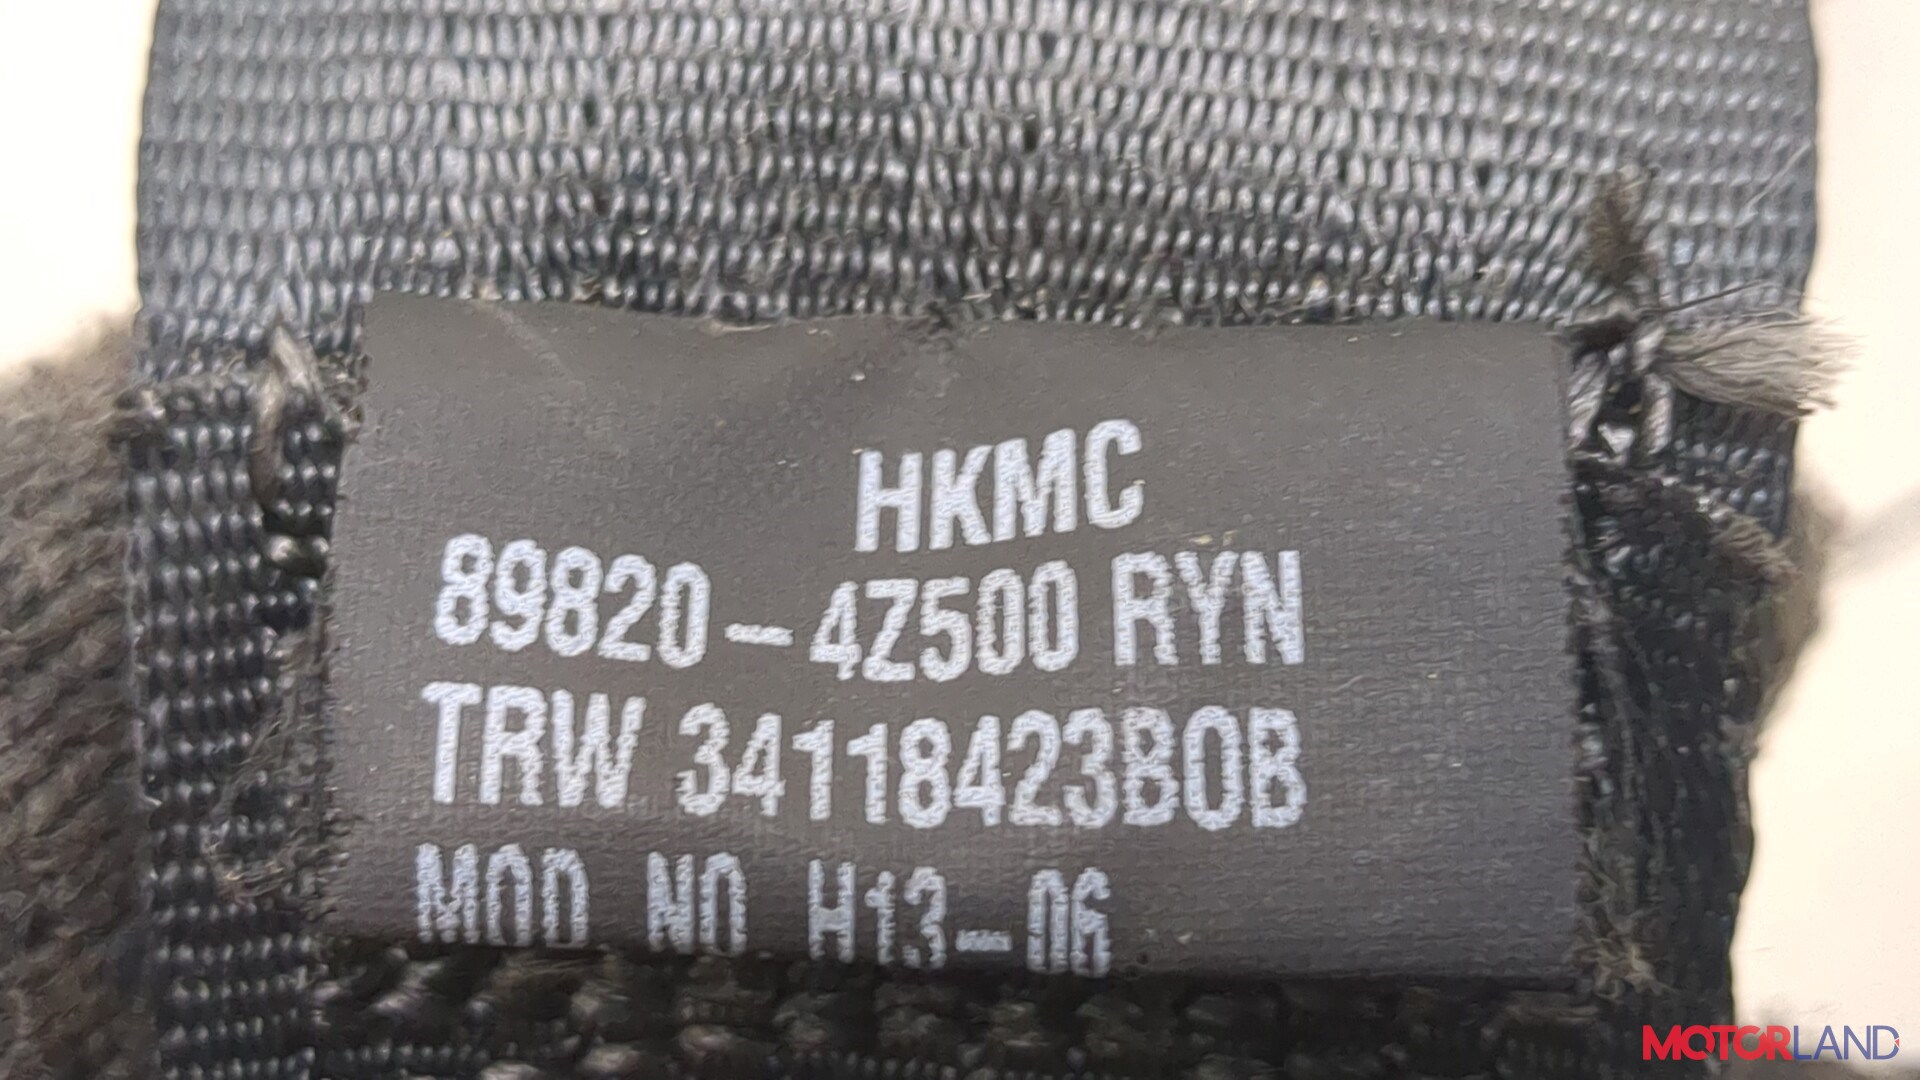 HKMC
89820-4Z500 RYN
TRW 34118423B0B
MOD NO H13-06
MOTORLAND